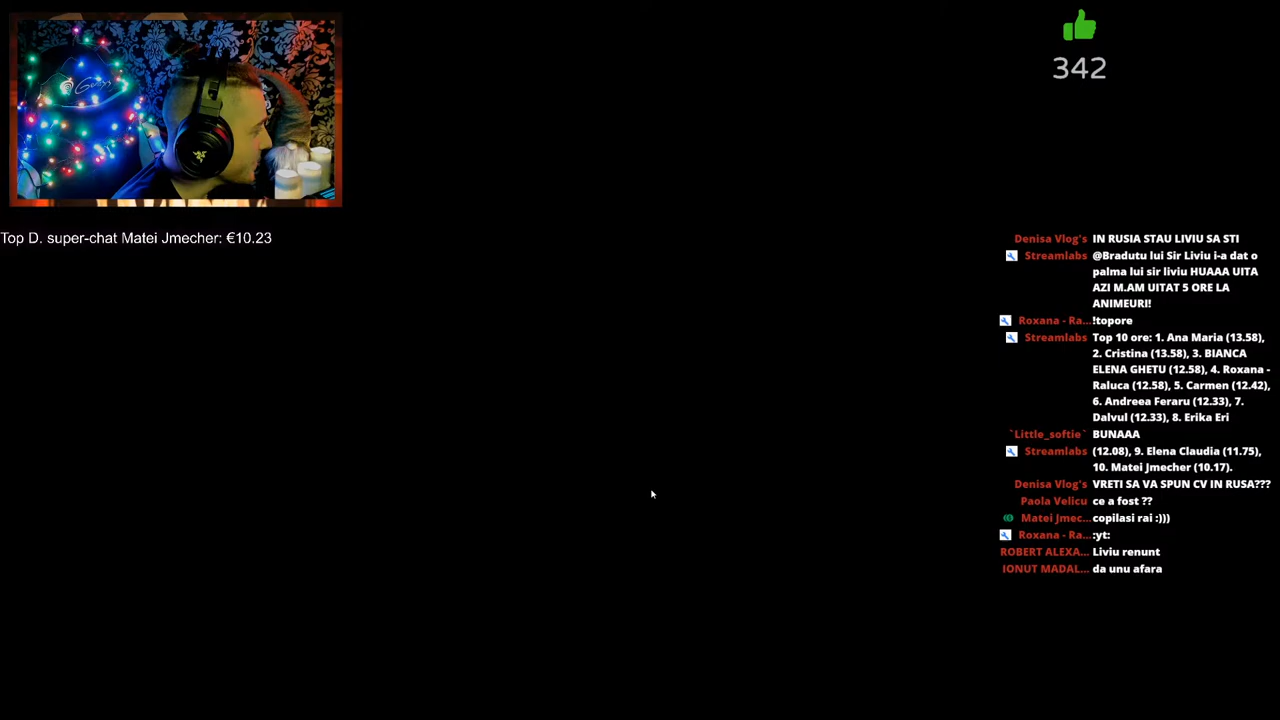 Genesis
342
Top D. super-chat Matei Jmecher: €10.23
Denisa Vlog's IN RUSIA STAU LIVIU SA STI
Streamlabs @Bradutu lui Sir Liviu i-a dat o
palma lui sir liviu HUAAA UITA
AZI M.AM UITAT 5 ORE LA
ANIMEURI!
Roxana - Ra... !topore
Streamlabs Top 10 ore: 1. Ana Maria (13.58),
2. Cristina (13.58), 3. BIANCA
ELENA GHETU (12.58), 4. Roxana -
Raluca (12.58), 5. Carmen (12.42),
6. Andreea Feraru (12.33), 7.
Dalvul (12.33), 8. Erika Eri
`Little_softie` BUNAAA
Streamlabs (12.08), 9. Elena Claudia (11.75),
10. Matei Jmecher (10.17).
Denisa Vlog's VRETI SA VA SPUN CV IN RUSA???
Paola Velicu ce a fost ??
Matei Jmec... copilasi rai :)))
Roxana - Ra... :yt:
ROBERT ALEXA... Liviu renunt
IONUT MADAL... da unu afara